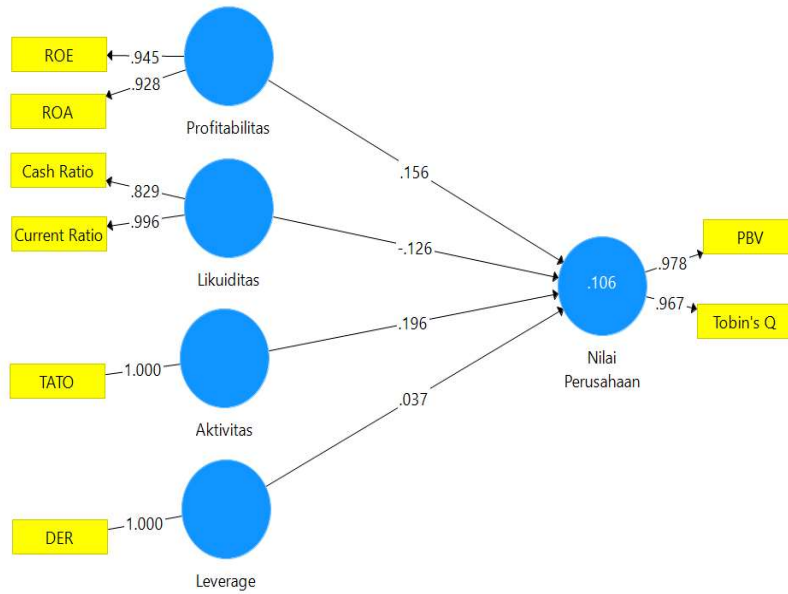 ROE
.945
.928
ROA
Profitabilitas
Cash Ratio
.829
.996
Current Ratio
Likuiditas
TATO
1.000
Aktivitas
DER
1.000
Leverage
.156
-.126
.196
.037
.106
Nilai
Perusahaan
.978
PBV
.967
Tobin's Q